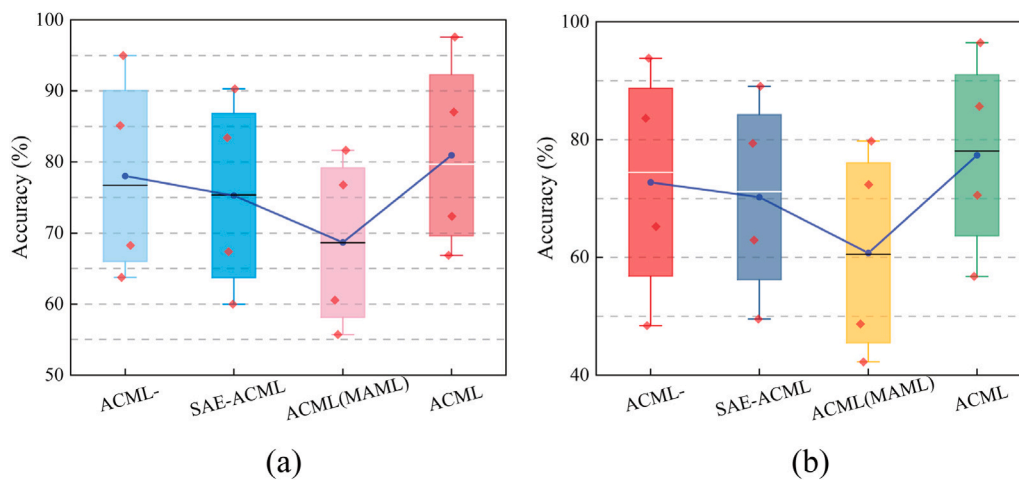 100
90
80
70
60
50
Accuracy (%)
ACML-
SAE-ACML
ACML(MAML)
ACML
(a)
100
80
60
40
Accuracy (%)
ACML-
SAE-ACML
ACML(MAML)
ACML
(b)